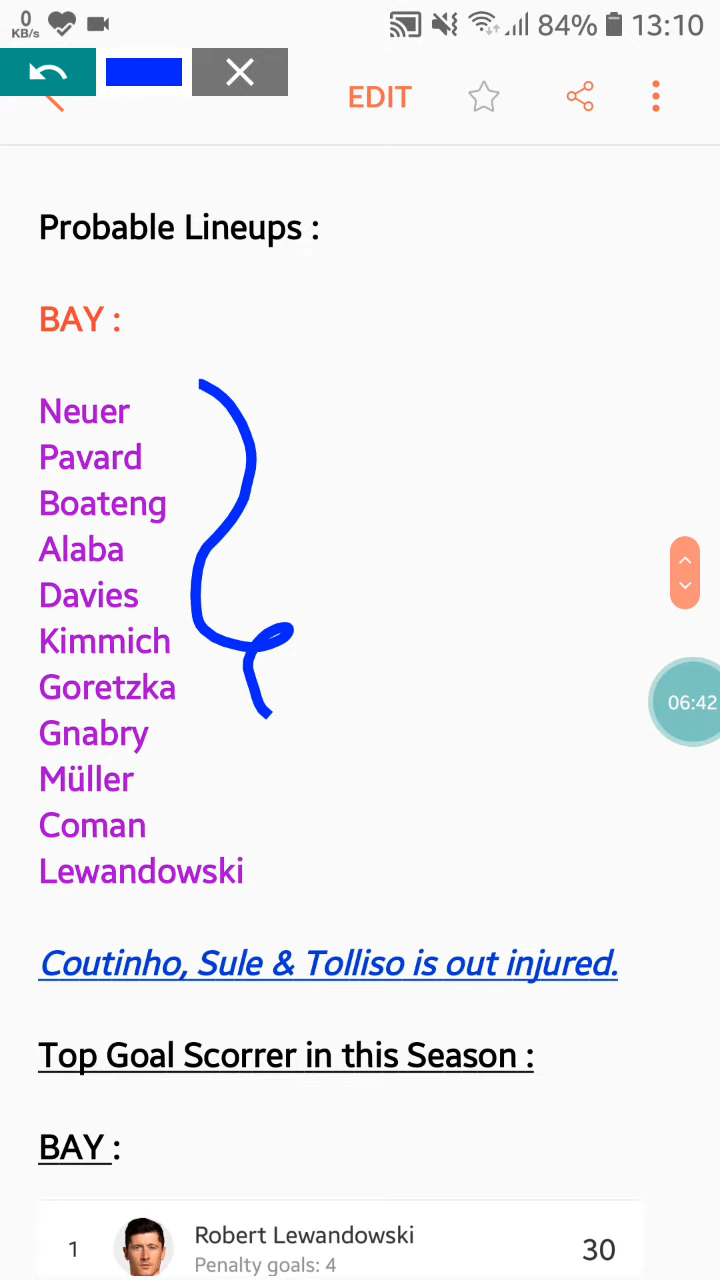 0
KB/s
84%
13:10
EDIT
Probable Lineups :
BAY :
Neuer
Pavard
Boateng
Alaba
Davies
Kimmich
Goretzka
06:42
Gnabry
Müller
Coman
Lewandowski
Coutinho, Sule & Tolliso is out injured.
Top Goal Scorrer in this Season :
BAY :
1
Robert Lewandowski
30
Penalty goals: 4